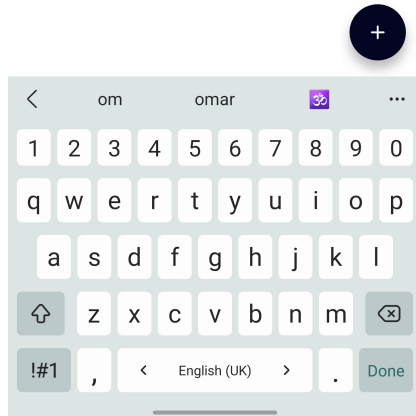 +
om omar 🕉 ...
1 2 3 4 5 6 7 8 9 0
q w e r t y u i o p
a s d f g h j k l
z x c v b n m
!#1 , < English (UK) > . Done